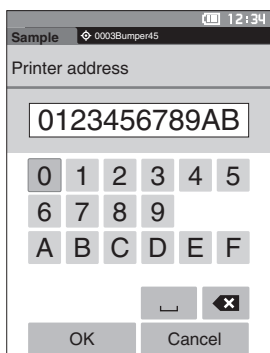 12:34
Sample 0003Bumper45
Printer address
0123456789AB
0 1 2 3 4 5
6 7 8 9
A B C D E F
OK Cancel